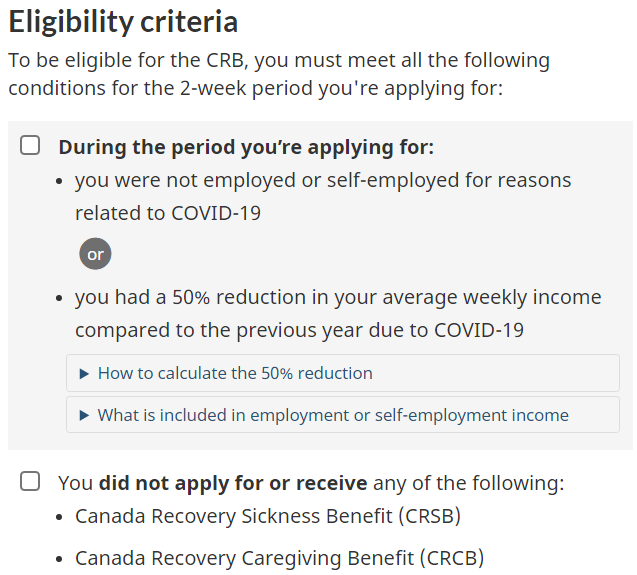 Eligibility criteria
To be eligible for the CRB, you must meet all the following
conditions for the 2-week period you're applying for:
During the period you’re applying for:
• you were not employed or self-employed for reasons
related to COVID-19
or
• you had a 50% reduction in your average weekly income
compared to the previous year due to COVID-19
▶ How to calculate the 50% reduction
▶ What is included in employment or self-employment income
You did not apply for or receive any of the following:
• Canada Recovery Sickness Benefit (CRSB)
• Canada Recovery Caregiving Benefit (CRCB)